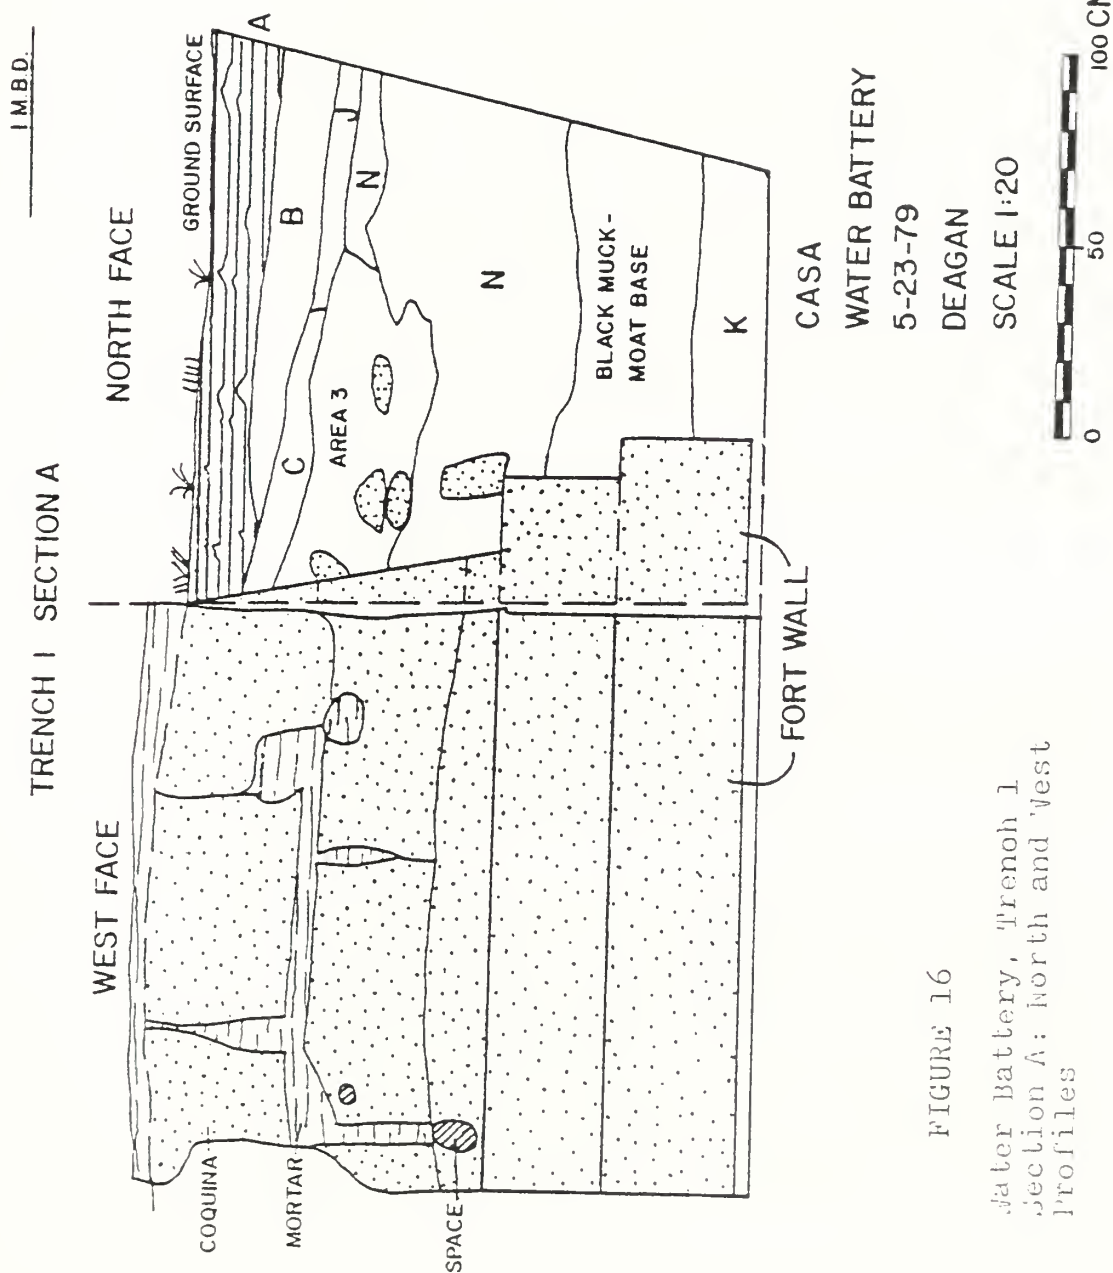 1 M.B.D.
TRENCH 1 SECTION A
WEST FACE
NORTH FACE
GROUND SURFACE
A
B
C
N
AREA 3
N
BLACK MUCK-
MOAT BASE
K
COQUINA
MORTAR
SPACE
FORT WALL
CASA
WATER BATTERY
5-23-79
DEAGAN
SCALE 1:20
0
50
100 CM
FIGURE 16
Water Battery, Trench 1
Section A: North and West
Profiles